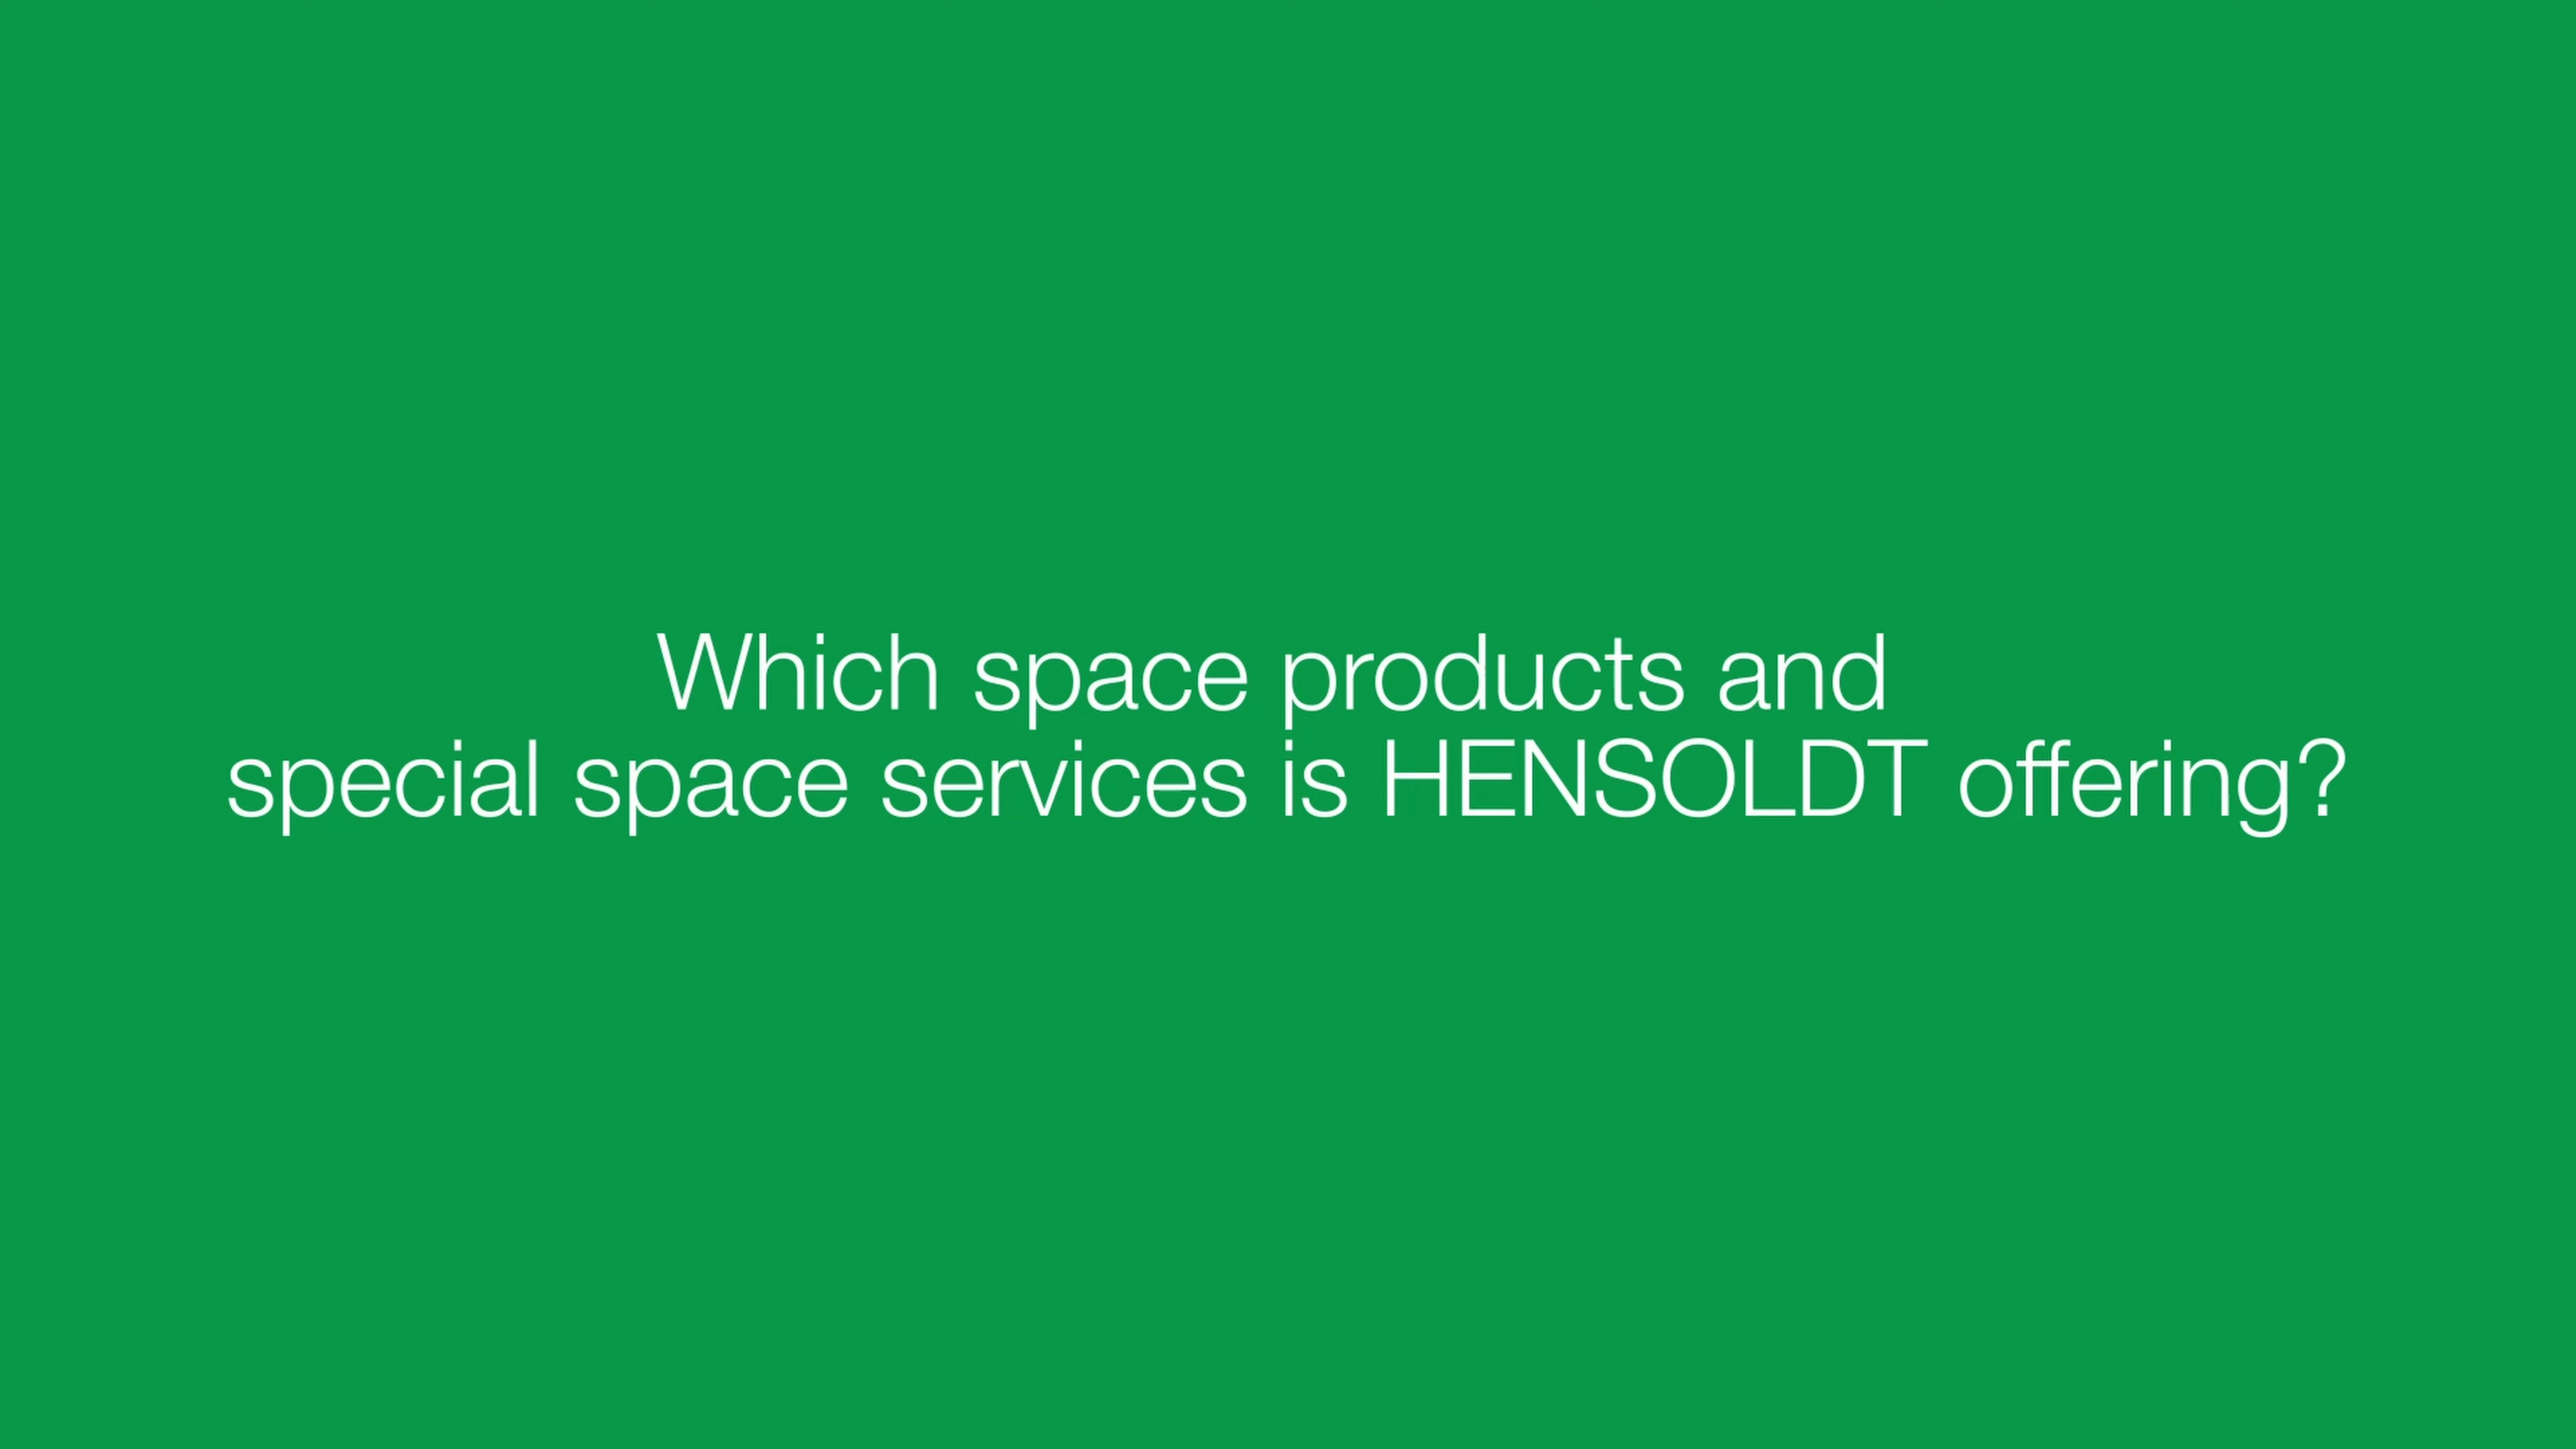 Which space products and
special space services is HENSOLDT offering?